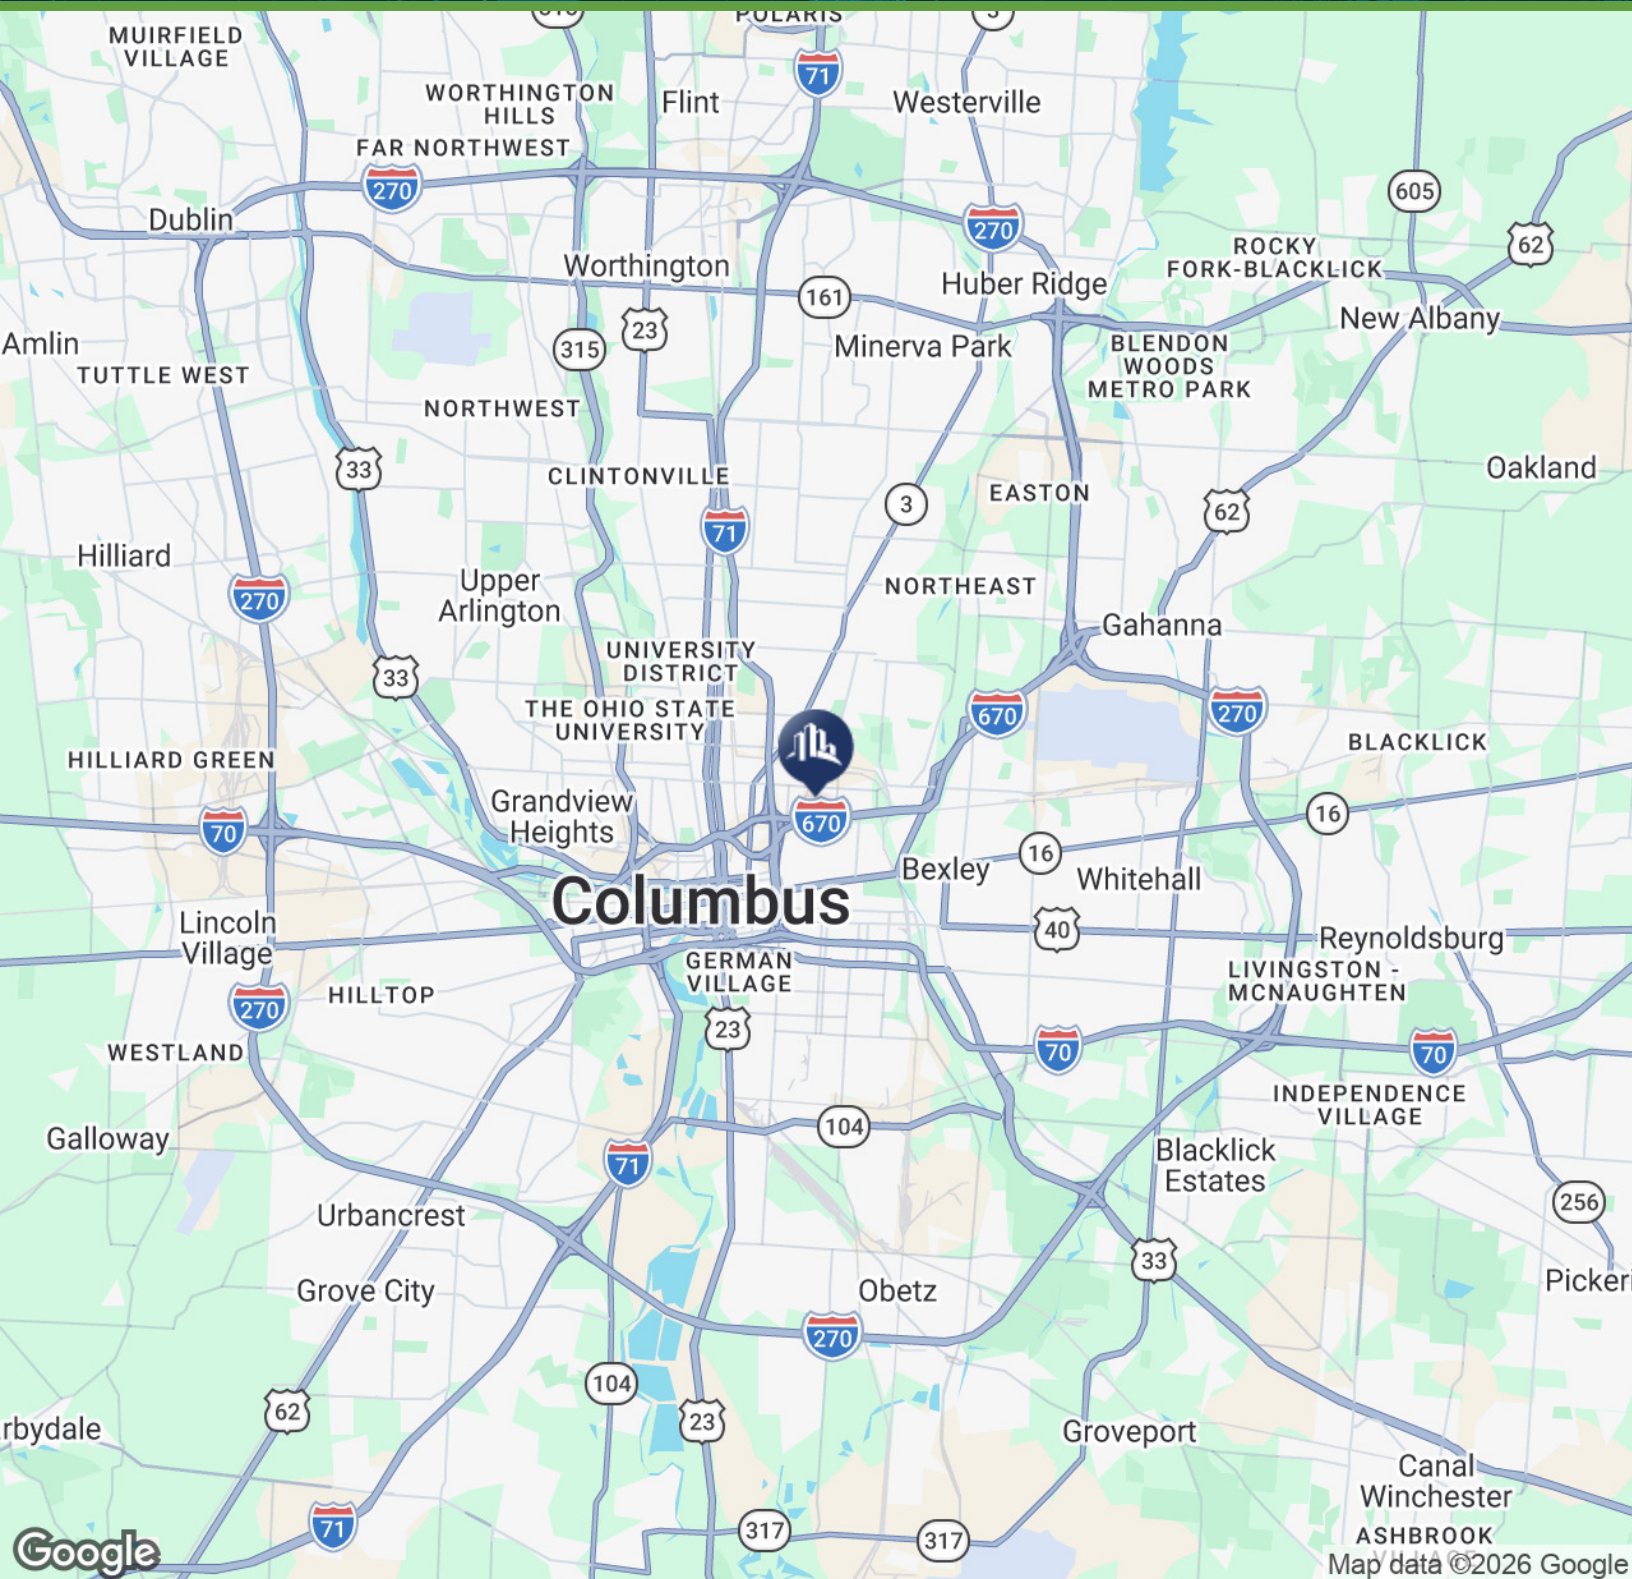 POLARIS
3
MUIRFIELD
VILLAGE
71
WORTHINGTON
HILLS
Flint
Westerville
FAR NORTHWEST
270
605
Dublin
270
62
ROCKY
FORK-BLACKLICK
Worthington
Huber Ridge
161
New Albany
23
315
Amlin
Minerva Park
BLENDON
WOODS
METRO PARK
TUTTLE WEST
NORTHWEST
33
CLINTONVILLE
Oakland
EASTON
3
62
71
Hilliard
Upper
Arlington
NORTHEAST
270
Gahanna
UNIVERSITY
DISTRICT
33
THE OHIO STATE
UNIVERSITY
670
270
HILLIARD GREEN
BLACKLICK
Grandview
Heights
670
16
70
16
Bexley
Whitehall
Columbus
Lincoln
Village
40
Reynoldsburg
GERMAN
VILLAGE
LIVINGSTON -
MCNAUGHTEN
HILLTOP
270
23
WESTLAND
70
70
INDEPENDENCE
VILLAGE
Galloway
104
71
Blacklick
Estates
256
Urbancrest
33
Grove City
Obetz
Pickeri
270
104
62
23
rbydale
Groveport
Canal
Winchester
71
317
317
ASHBROOK
VILLAGE
Google
Map data ©2026 Google